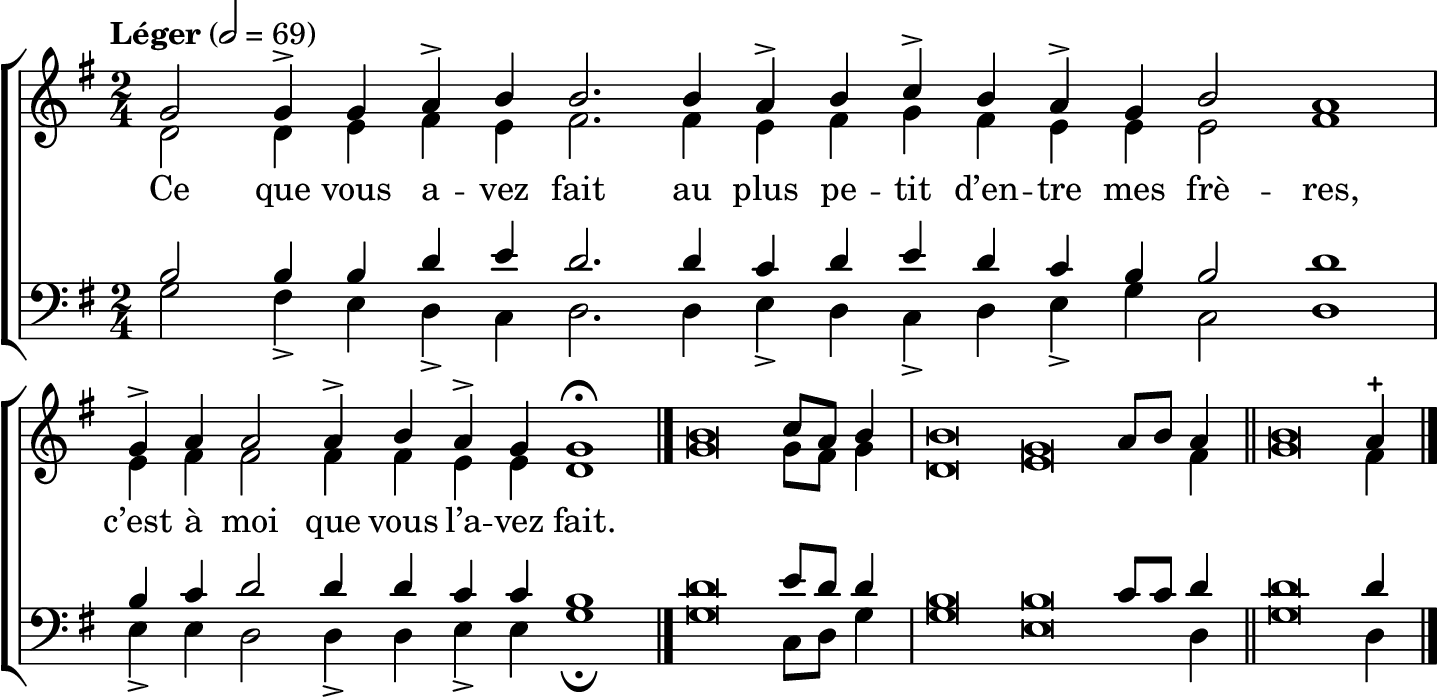 Léger (𝅗𝅥 = 69)
Ce que vous a -- vez fait au plus pe -- tit d’en -- tre mes frè -- res,
c’est à moi que vous l’a -- vez fait.